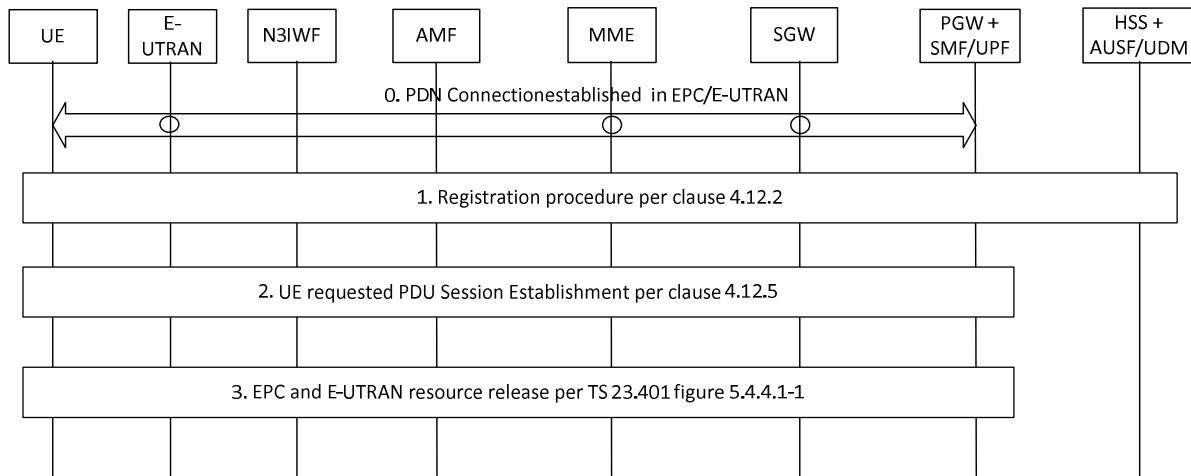 UE
E-
UTRAN
N3IWF
AMF
MME
SGW
PGW +
SMF/UPF
HSS +
AUSF/UDM
0. PDN Connectionestablished in EPC/E-UTRAN
1. Registration procedure per clause 4.12.2
2. UE requested PDU Session Establishment per clause 4.12.5
3. EPC and E-UTRAN resource release per TS 23.401 figure 5.4.4.1-1